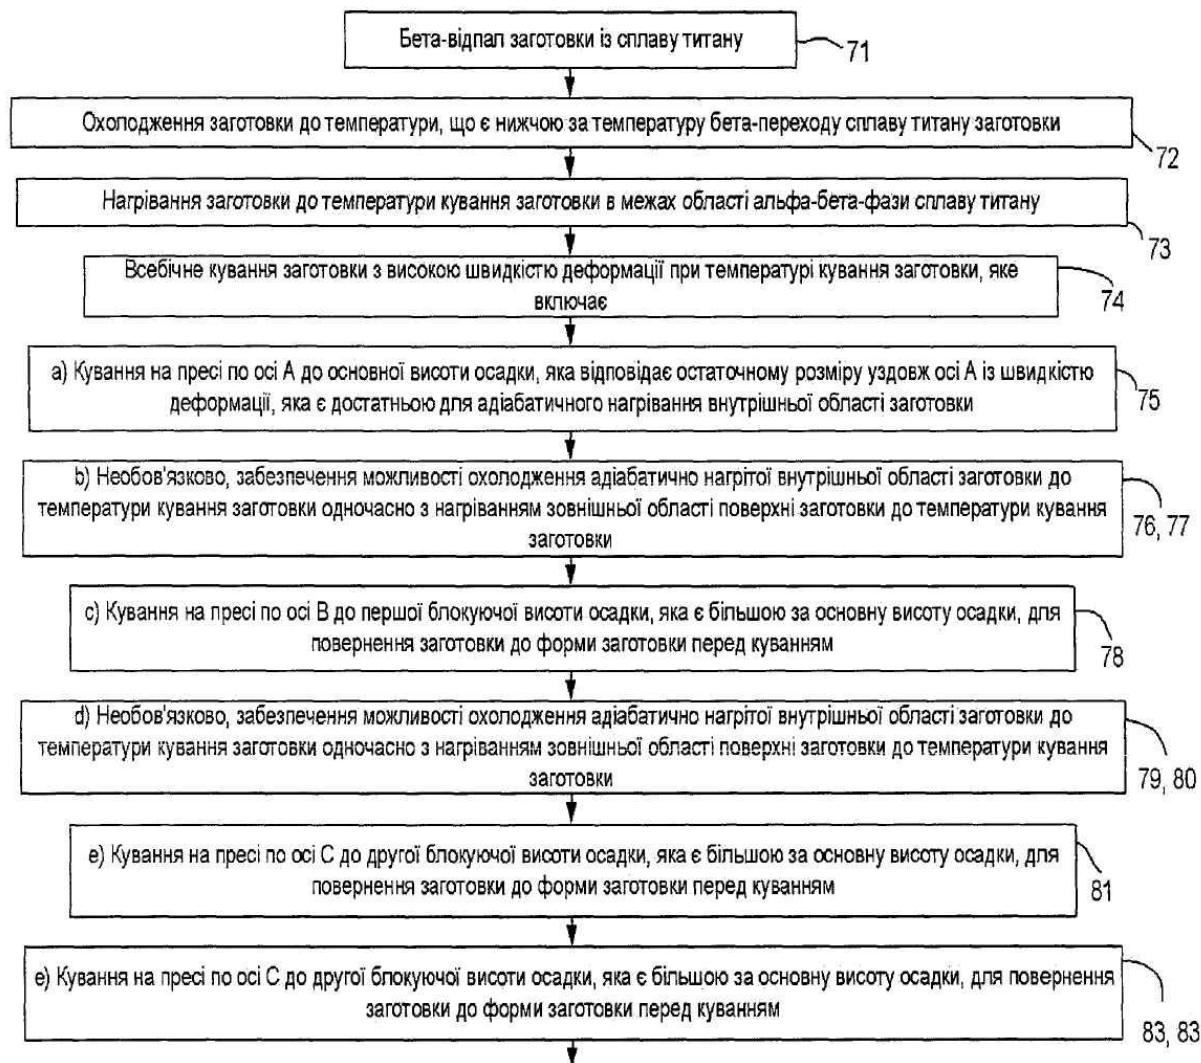 Бета-відпал заготовки із сплаву титану
71
Охолодження заготовки до температури, що є нижчою за температуру бета-переходу сплаву титану заготовки
72
Нагрівання заготовки до температури кування заготовки в межах області альфа-бета-фази сплаву титану
73
Всебічне кування заготовки з високою швидкістю деформації при температурі кування заготовки, яке
включає
74
a) Кування на пресі по осі А до основної висоти осадки, яка відповідає остаточному розміру уздовж осі А із швидкістю
деформації, яка є достатньою для адіабатичного нагрівання внутрішньої області заготовки
75
b) Необов'язково, забезпечення можливості охолодження адіабатично нагрітої внутрішньої області заготовки до
температури кування заготовки одночасно з нагріванням зовнішньої області поверхні заготовки до температури кування
заготовки
76, 77
c) Кування на пресі по осі В до першої блокуючої висоти осадки, яка є більшою за основну висоту осадки, для
повернення заготовки до форми заготовки перед куванням
78
d) Необов'язково, забезпечення можливості охолодження адіабатично нагрітої внутрішньої області заготовки до
температури кування заготовки одночасно з нагріванням зовнішньої області поверхні заготовки до температури кування
заготовки
79, 80
e) Кування на пресі по осі С до другої блокуючої висоти осадки, яка є більшою за основну висоту осадки, для
повернення заготовки до форми заготовки перед куванням
81
e) Кування на пресі по осі С до другої блокуючої висоти осадки, яка є більшою за основну висоту осадки, для повернення
заготовки до форми заготовки перед куванням
83, 83